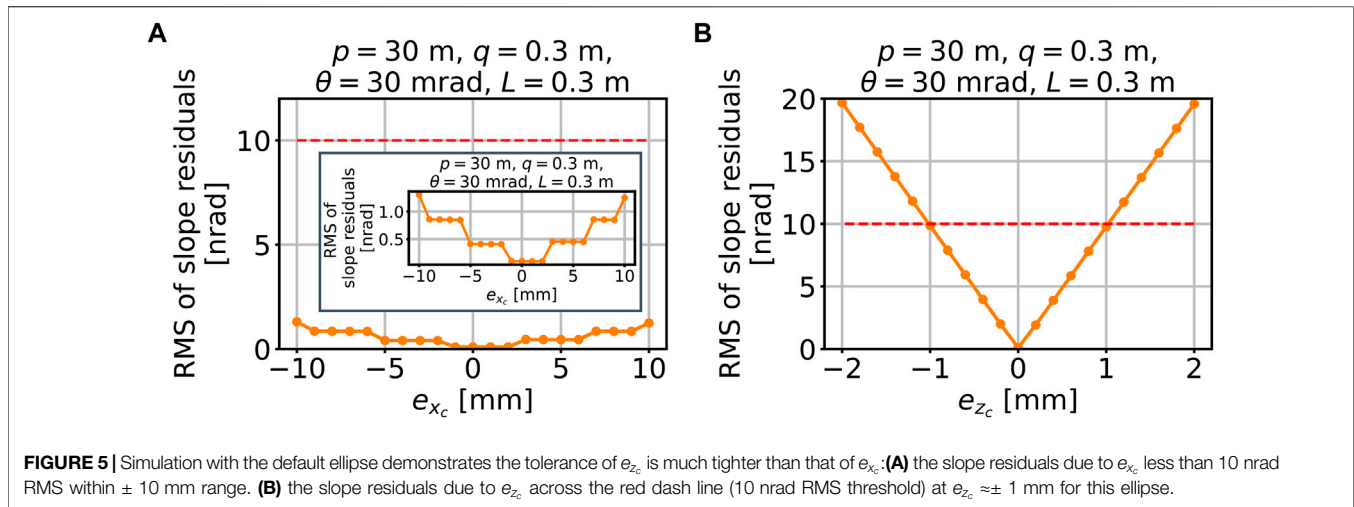 A
p = 30 m, q = 0.3 m,
θ = 30 mrad, L = 0.3 m
RMS of slope residuals
[nrad]
10
5
0
−10
−5
0
5
10
e_{x_c} [mm]
p = 30 m, q = 0.3 m,
θ = 30 mrad, L = 0.3 m
RMS of
slope residuals
[nrad]
1.0
0.5
−10
−5
0
5
10
e_{x_c} [mm]
B
p = 30 m, q = 0.3 m,
θ = 30 mrad, L = 0.3 m
RMS of slope residuals
[nrad]
20
15
10
5
0
−2
−1
0
1
2
e_{z_c} [mm]
FIGURE 5 | Simulation with the default ellipse demonstrates the tolerance of e_{z_c} is much tighter than that of e_{x_c}:(A) the slope residuals due to e_{x_c} less than 10 nrad
RMS within ± 10 mm range. (B) the slope residuals due to e_{z_c} across the red dash line (10 nrad RMS threshold) at e_{z_c} ≈± 1 mm for this ellipse.